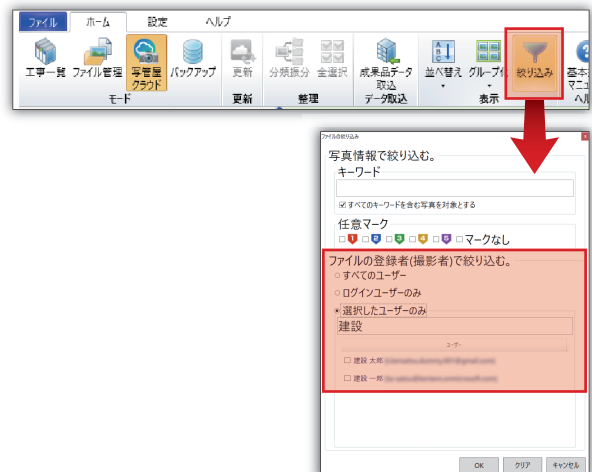 ファイル ホーム 設定 ヘルプ
工事一覧 ファイル管理 写管屋 クラウド バックアップ 更新 分類振分 全選択 成果品データ 取込 並べ替え グループ化 絞り込み 基本
マニュ
モード 更新 整理 データ取込 表示 ヘル
ファイルの絞り込み
写真情報で絞り込む。
キーワード
すべてのキーワードを含む写真を対象とする
任意マーク
1 2 3 4 5 マークなし
ファイルの登録者(撮影者)で絞り込む。
すべてのユーザー
ログインユーザーのみ
選択したユーザーのみ
建設
ユーザー
建設 太郎
建設 一郎
OK クリア キャンセル